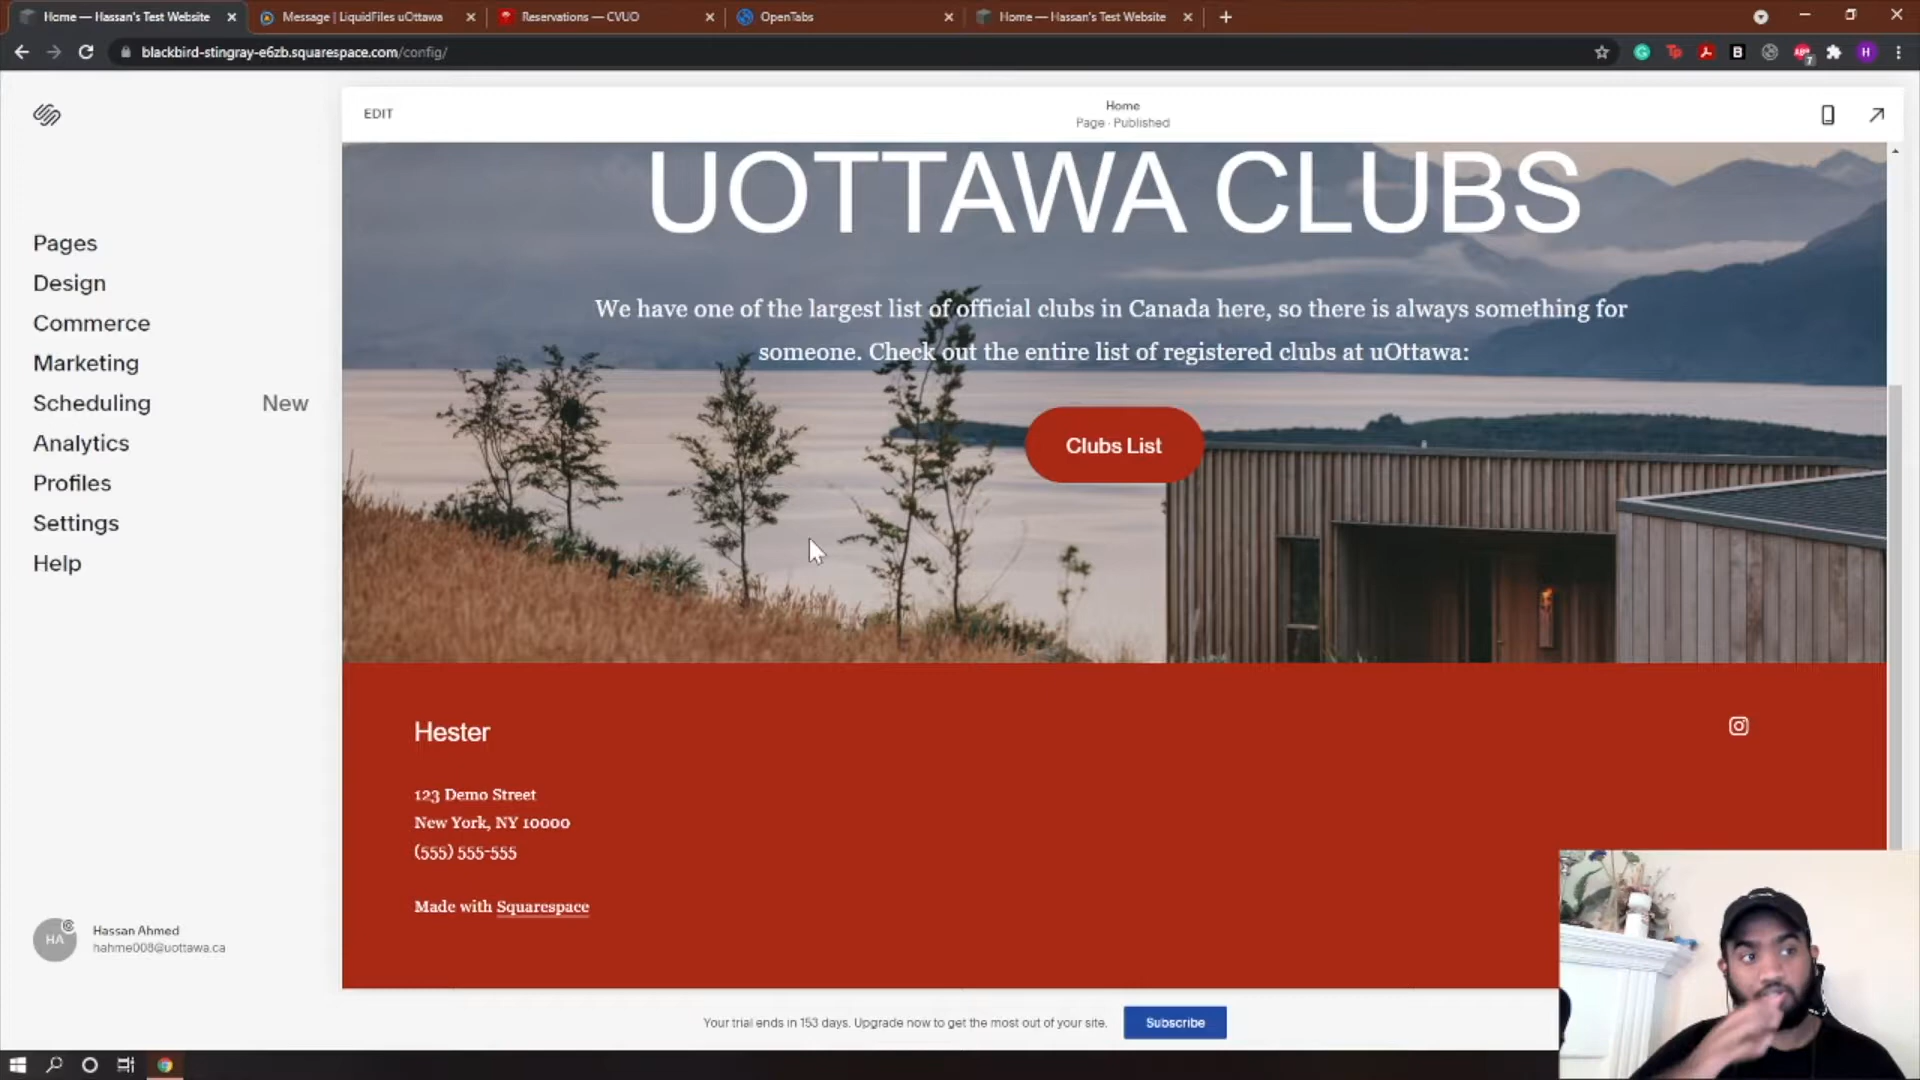 Home — Hassan's Test Website
Message | LiquidFiles uOttawa
Reservations — CVUO
OpenTabs
Home — Hassan's Test Website
blackbird-stingray-e6zb.squarespace.com/config/
EDIT
Home
Page · Published
Pages
Design
Commerce
Marketing
Scheduling New
Analytics
Profiles
Settings
Help
UOTTAWA CLUBS
We have one of the largest list of official clubs in Canada here, so there is always something for
someone. Check out the entire list of registered clubs at uOttawa:
Clubs List
Hester
123 Demo Street
New York, NY 10000
(555) 555-555
Made with Squarespace
HA
Hassan Ahmed
hahme008@uottawa.ca
Your trial ends in 153 days. Upgrade now to get the most out of your site.
Subscribe